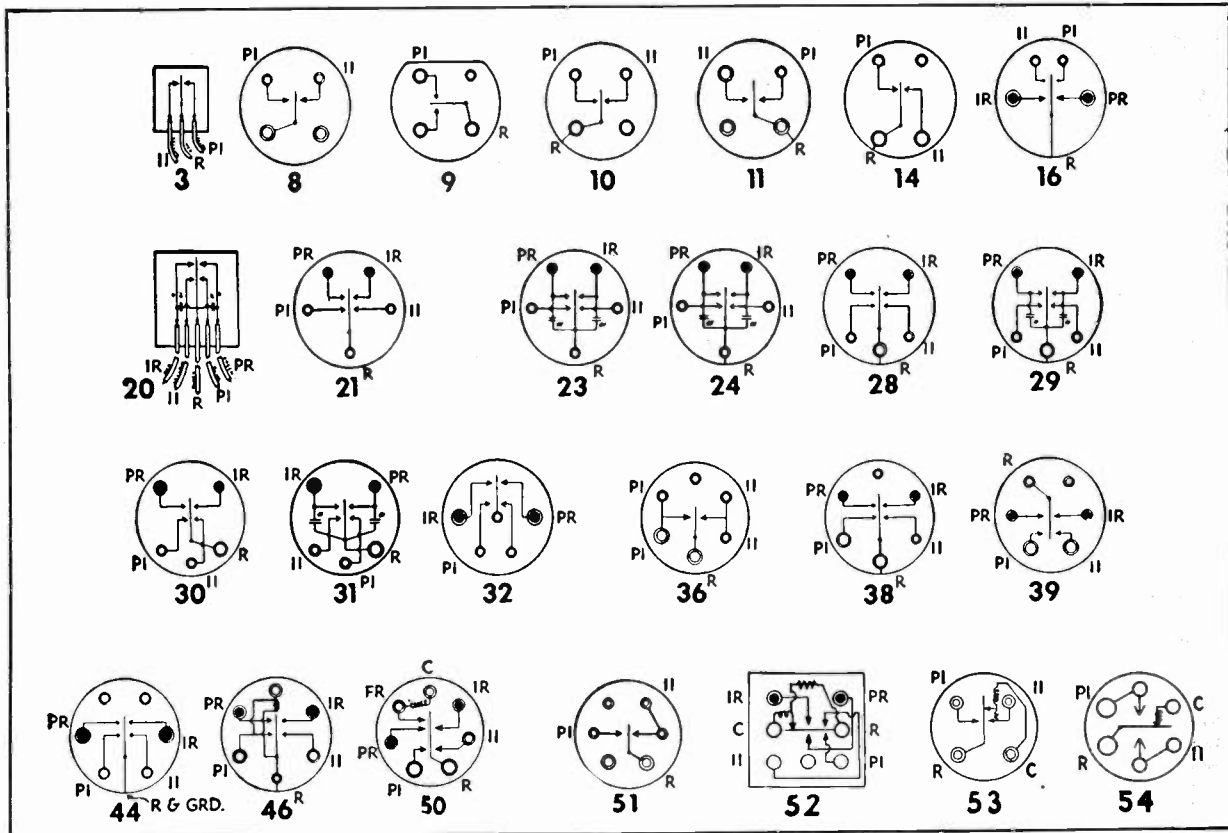 PI II PI PI II II PI PI II PI
IR PR
II R PI R R R R II R
3 8 9 10 11 14 16
PR IR PR IR PR IR PR IR PR IR
PI II PI II PI II
IR PR
II R PI R R R PI R II PI R II
20 21 23 24 28 29
PR IR IR PR IR PR PI II PR IR R
PR IR
PI II II PI R PI PI PI II PI II
R R
30 31 32 36 38 39
C
PR IR PR IR FR IR II IR PR PI II
PR II PI C R PI C
PI II PI II PI R R II PI R C R II
R & GRD. R
44 46 50 51 52 53 54